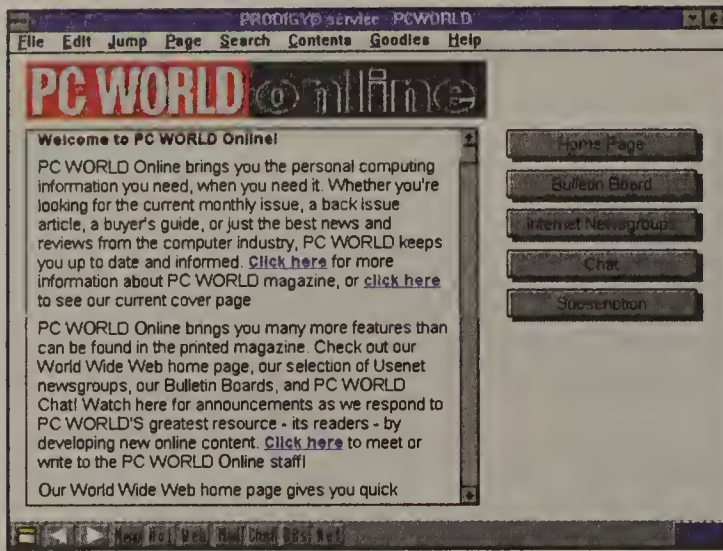 PRODIGY® service - PCWORLD
File Edit Jump Page Search Contents Goodies Help
PC WORLD online
Welcome to PC WORLD Online!
PC WORLD Online brings you the personal computing
information you need, when you need it. Whether you're
looking for the current monthly issue, a back issue
article, a buyer's guide, or just the best news and
reviews from the computer industry, PC WORLD keeps
you up to date and informed. Click here for more
information about PC WORLD magazine, or click here
to see our current cover page
PC WORLD Online brings you many more features than
can be found in the printed magazine. Check out our
World Wide Web home page, our selection of Usenet
newsgroups, our Bulletin Boards, and PC WORLD
Chat! Watch here for announcements as we respond to
PC WORLD'S greatest resource - its readers - by
developing new online content. Click here to meet or
write to the PC WORLD Online staff!
Our World Wide Web home page gives you quick
Home Page
Bulletin Board
Internet Newsgroups
Chat
Subscription
Web Mail Chat BBs Net